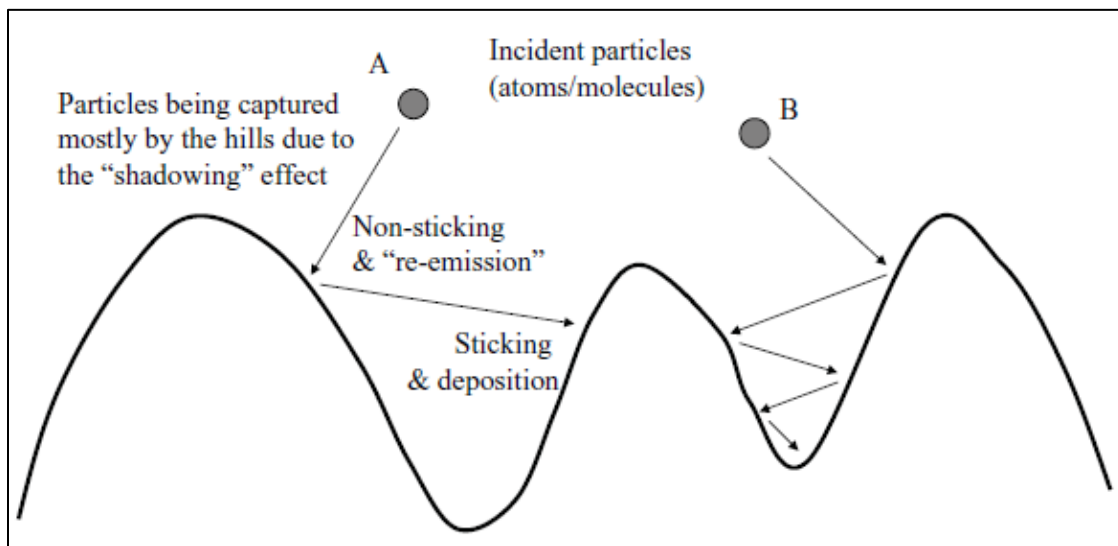 A
Incident particles
(atoms/molecules)
B
Particles being captured
mostly by the hills due to
the “shadowing” effect
Non-sticking
& “re-emission”
Sticking
& deposition